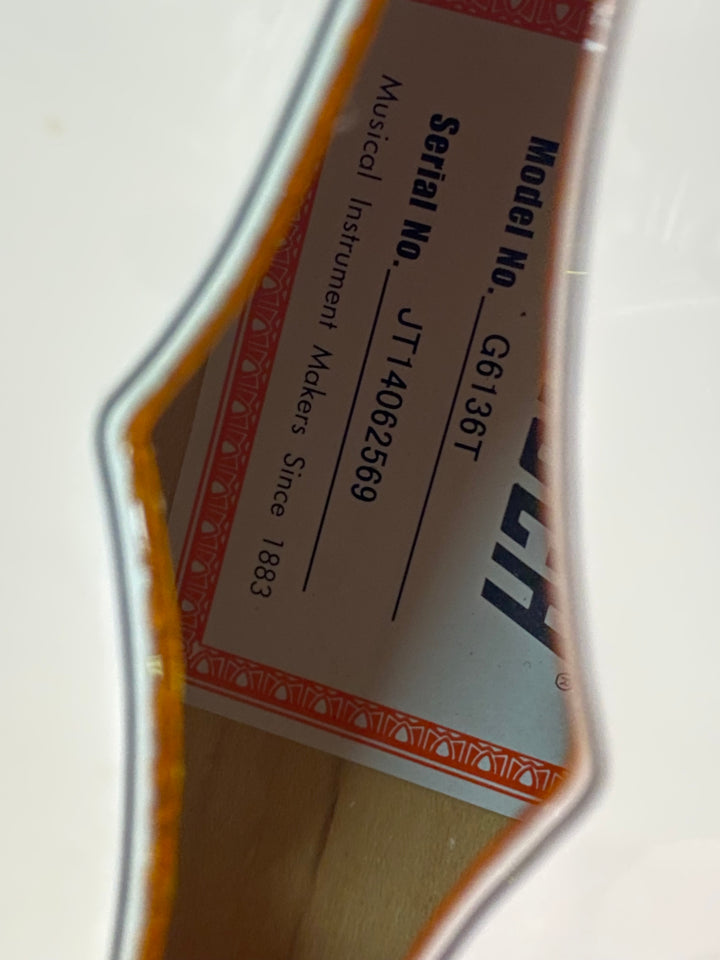 Model No. G6136T
Serial No. JT14062569
Musical Instrument Makers Since 1883